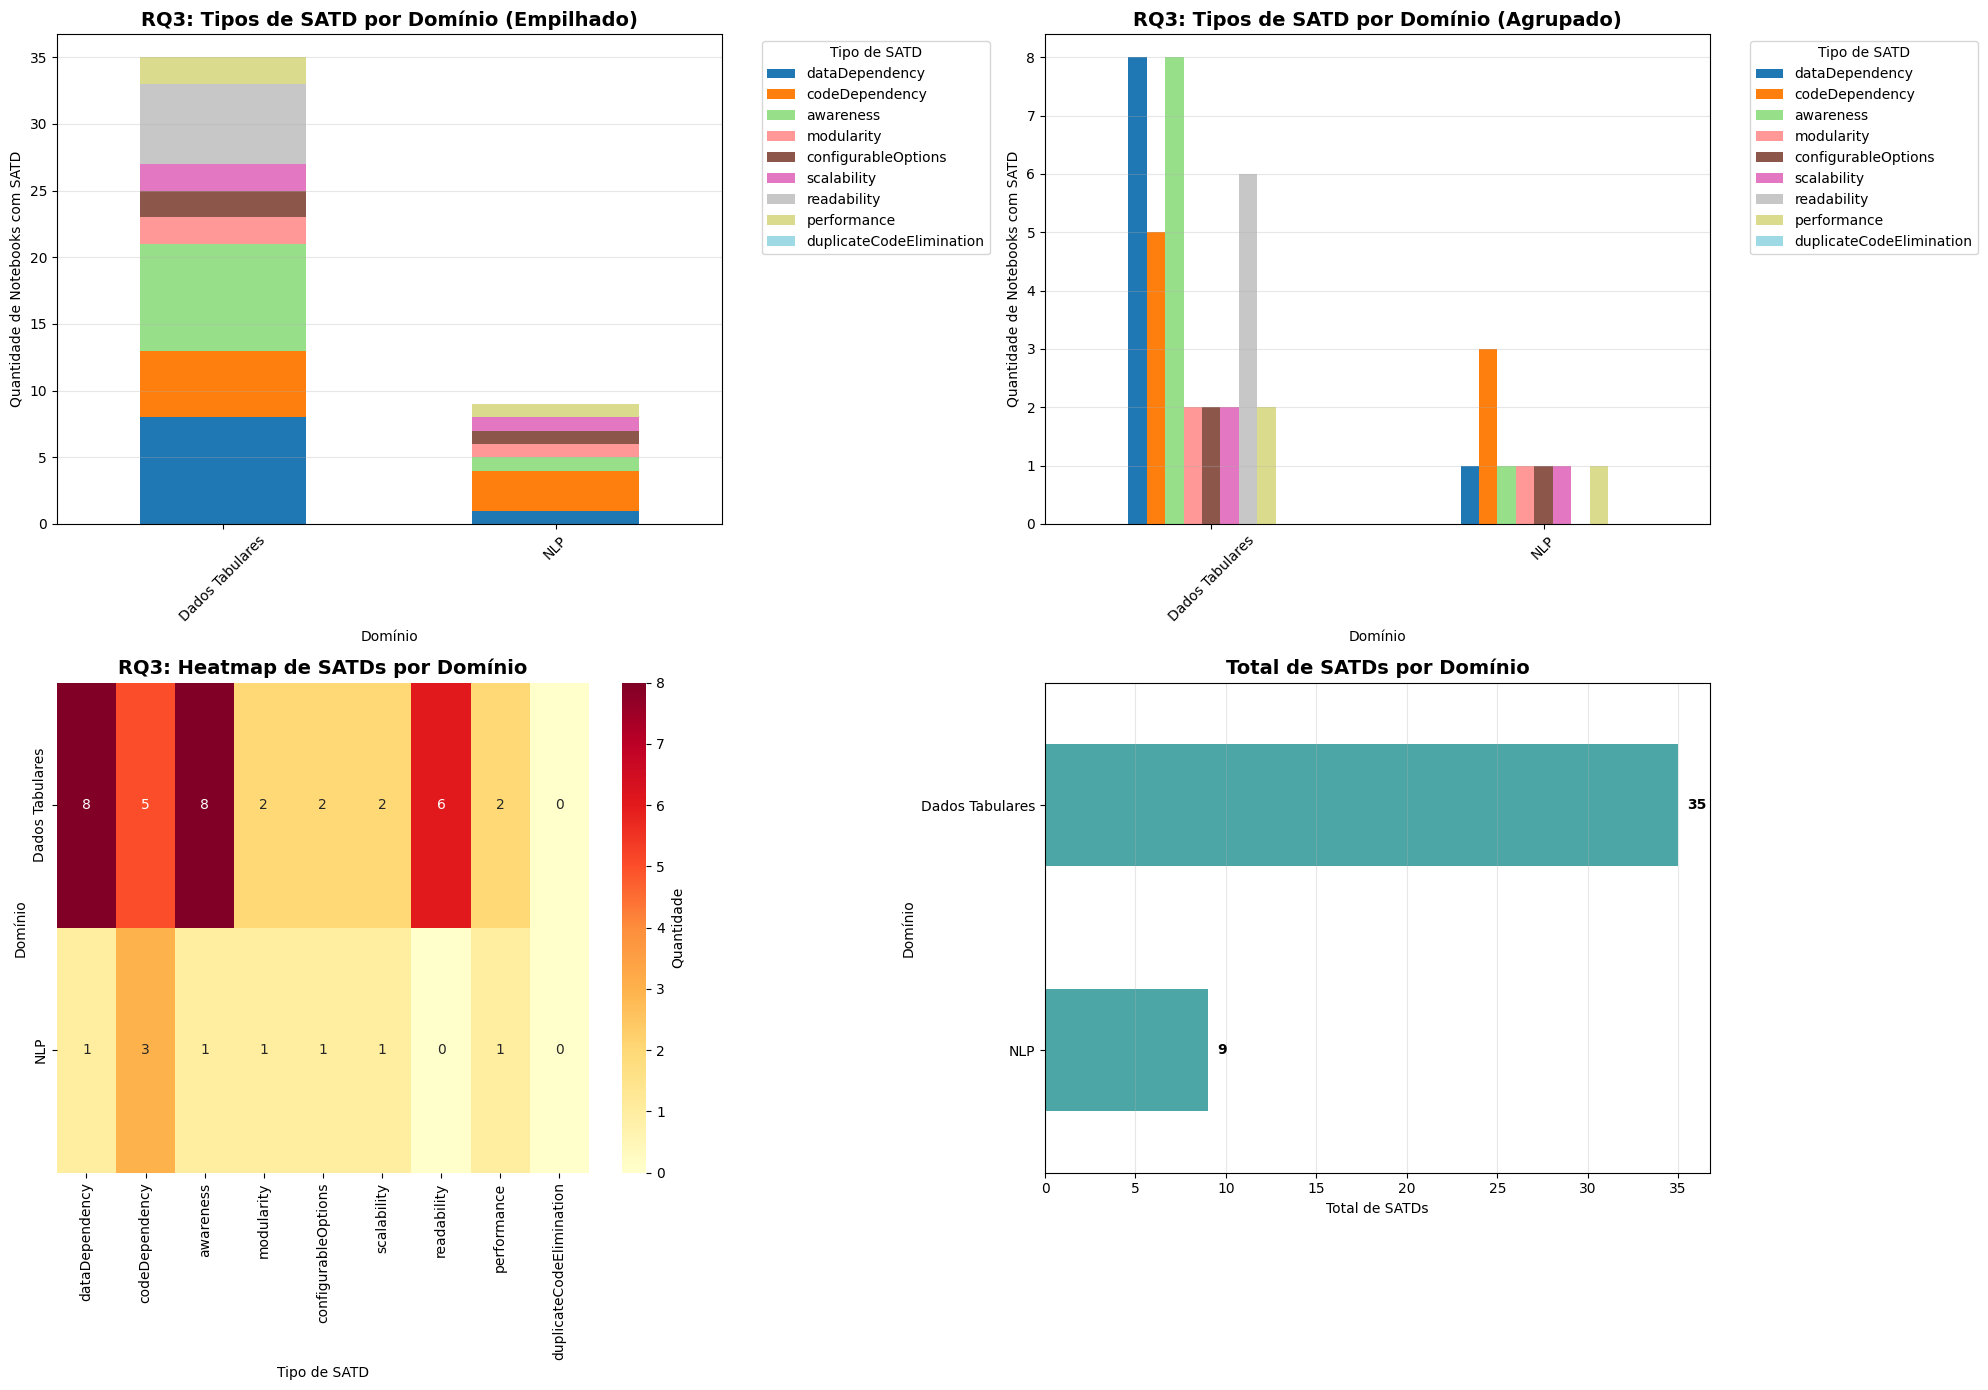 RQ3: Tipos de SATD por Domínio (Empilhado)
Quantidade de Notebooks com SATD
35
30
25
20
15
10
5
0
Dados Tabulares
NLP
Domínio
Tipo de SATD
dataDependency
codeDependency
awareness
modularity
configurableOptions
scalability
readability
performance
duplicateCodeElimination
RQ3: Tipos de SATD por Domínio (Agrupado)
Quantidade de Notebooks com SATD
8
7
6
5
4
3
2
1
0
Dados Tabulares
NLP
Domínio
Tipo de SATD
dataDependency
codeDependency
awareness
modularity
configurableOptions
scalability
readability
performance
duplicateCodeElimination
RQ3: Heatmap de SATDs por Domínio
Domínio
Dados Tabulares
8 5 8 2 2 2 6 2 0
NLP
1 3 1 1 1 1 0 1 0
dataDependency
codeDependency
awareness
modularity
configurableOptions
scalability
readability
performance
duplicateCodeElimination
Tipo de SATD
8
7
6
5
4
3
2
1
0
Quantidade
Total de SATDs por Domínio
Domínio
Dados Tabulares
35
NLP
9
0 5 10 15 20 25 30 35
Total de SATDs